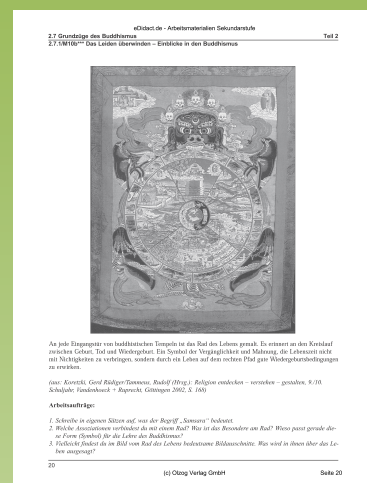 eDidact.de - Arbeitsmaterialien Sekundarstufe
2.7 Grundzüge des Buddhismus Teil 2
2.7.1/M10b*** Das Leiden überwinden – Einblicke in den Buddhismus
An jede Eingangstür von buddhistischen Tempeln ist das Rad des Lebens gemalt. Es erinnert an den Kreislauf
zwischen Geburt, Tod und Wiedergeburt. Ein Symbol der Vergänglichkeit und Mahnung, die Lebenszeit nicht
mit Nichtigkeiten zu verbringen, sondern durch ein Leben auf dem rechten Pfad gute Wiedergeburtsbedingungen
zu erwirken.
(aus: Koretzki, Gerd Rüdiger/Tammeus, Rudolf (Hrsg.): Religion entdecken – verstehen – gestalten, 9./10.
Schuljahr, Vandenhoeck + Ruprecht, Göttingen 2002, S. 168)
Arbeitsaufträge:
1. Schreibe in eigenen Sätzen auf, was der Begriff „Samsara“ bedeutet.
2. Welche Assoziationen verbindest du mit einem Rad? Was ist das Besondere am Rad? Wieso passt gerade die-
se Form (Symbol) für die Lehre des Buddhismus?
3. Vielleicht findest du im Bild vom Rad des Lebens bedeutsame Bildausschnitte. Was wird in ihnen über das Le-
ben ausgesagt?
20
(c) Olzog Verlag GmbH Seite 20